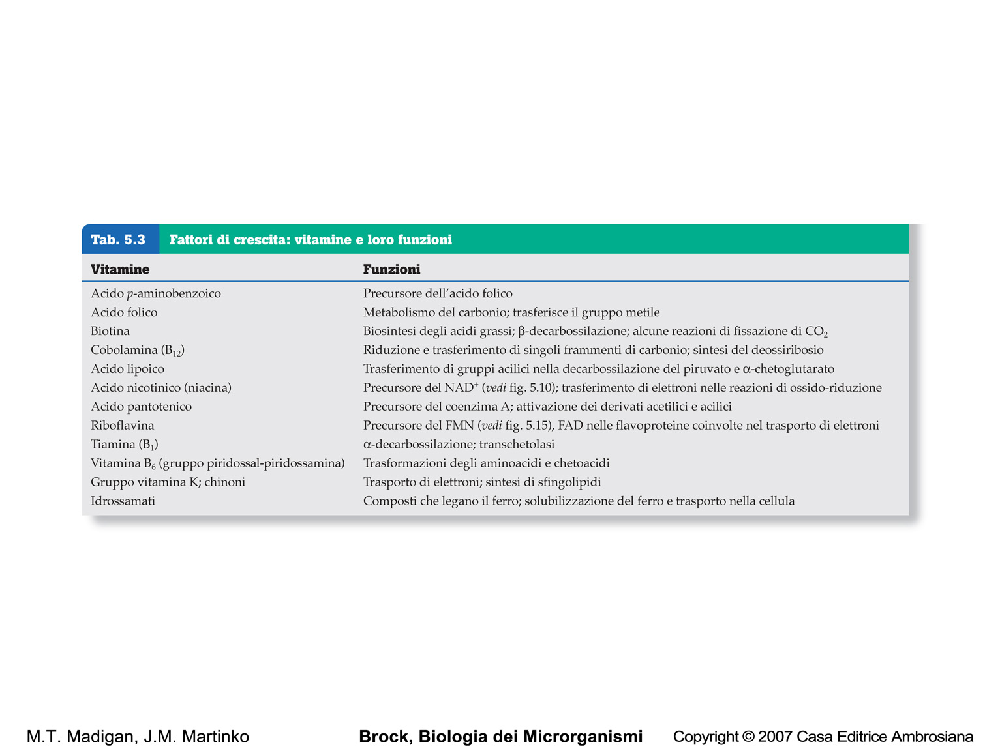 Tab. 5.3 Fattori di crescita: vitamine e loro funzioni
Vitamine Funzioni
Acido p-aminobenzoico Precursore dell'acido folico
Acido folico Metabolismo del carbonio; trasferisce il gruppo metile
Biotina Biosintesi degli acidi grassi; β-decarbossilazione; alcune reazioni di fissazione di CO₂
Cobolamina (B₁₂) Riduzione e trasferimento di singoli frammenti di carbonio; sintesi del deossiribosio
Acido lipoico Trasferimento di gruppi acilici nella decarbossilazione del piruvato e α-chetoglutarato
Acido nicotinico (niacina) Precursore del NAD⁺ (vedi fig. 5.10); trasferimento di elettroni nelle reazioni di ossido-riduzione
Acido pantotenico Precursore del coenzima A; attivazione dei derivati acetilici e acilici
Riboflavina Precursore del FMN (vedi fig. 5.15), FAD nelle flavoproteine coinvolte nel trasporto di elettroni
Tiamina (B₁) α-decarbossilazione; transchetolasi
Vitamina B₆ (gruppo piridossal-piridossamina) Trasformazioni degli aminoacidi e chetoacidi
Gruppo vitamina K; chinoni Trasporto di elettroni; sintesi di sfingolipidi
Idrossamati Composti che legano il ferro; solubilizzazione del ferro e trasporto nella cellula
M.T. Madigan, J.M. Martinko Brock, Biologia dei Microrganismi Copyright © 2007 Casa Editrice Ambrosiana